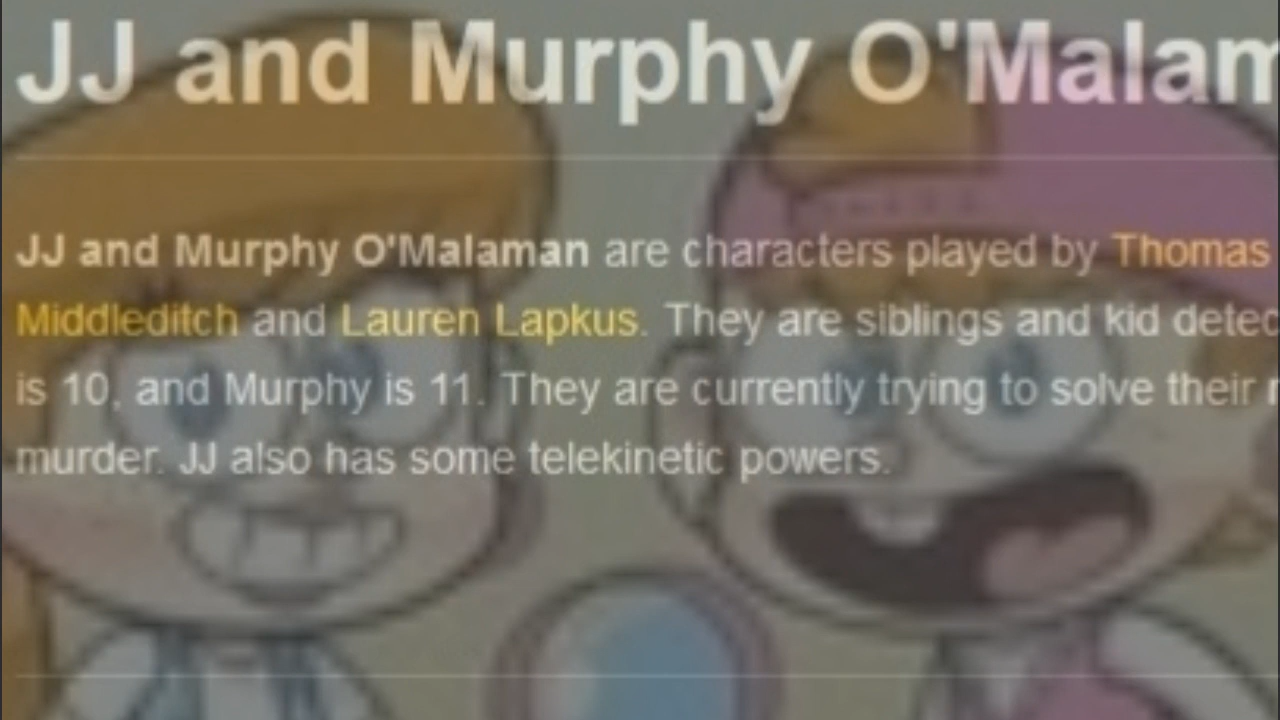 JJ and Murphy O'Malam
JJ and Murphy O'Malaman are characters played by Thomas
Middleditch and Lauren Lapkus. They are siblings and kid detec
is 10, and Murphy is 11. They are currently trying to solve their
murder. JJ also has some telekinetic powers.